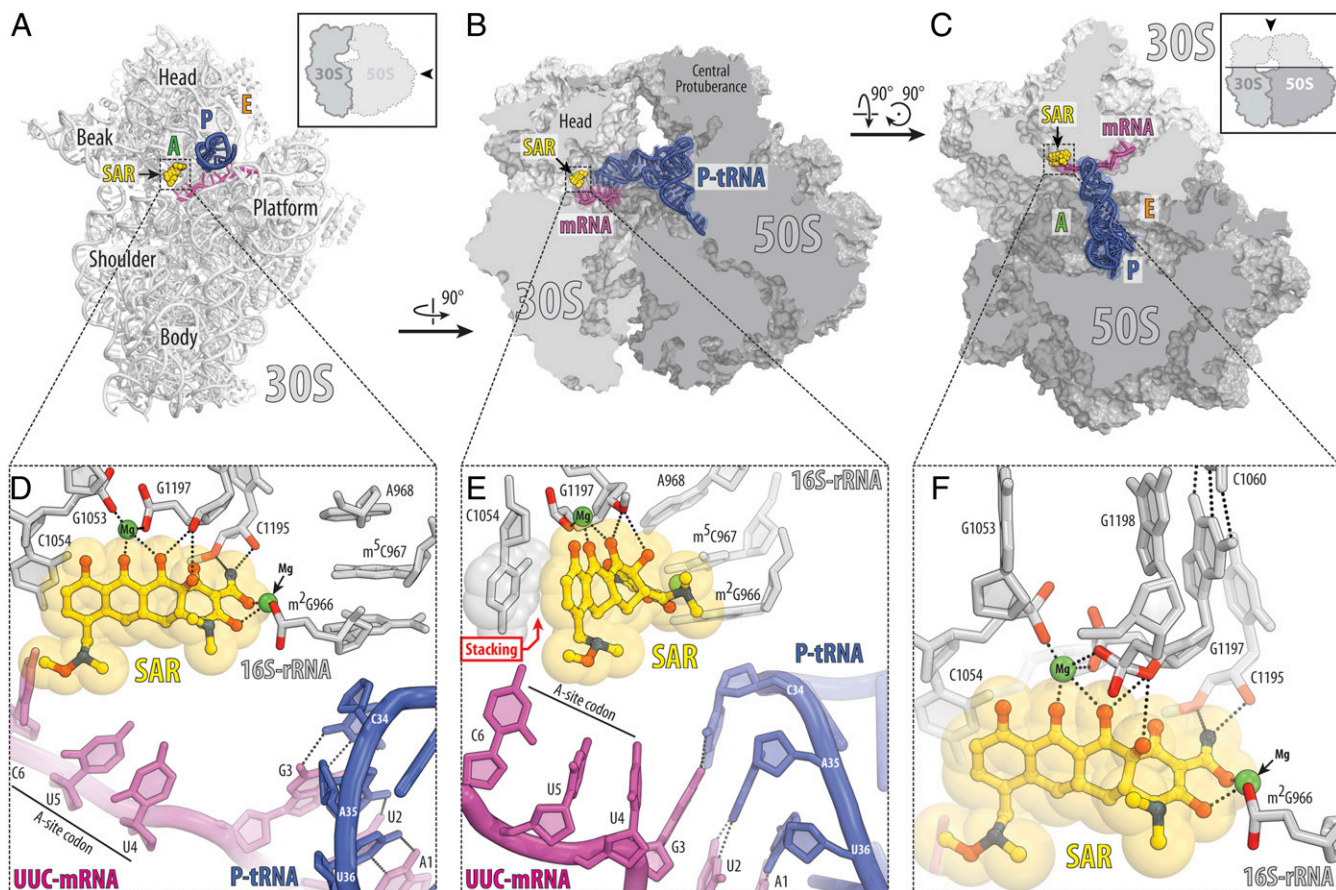 A
Head
30S
50S
E
P
Beak
A
SAR
Platform
Shoulder
Body
30S
90°
B
Central
Protuberance
Head
SAR
P-tRNA
mRNA
50S
30S
90° 90°
C
30S
30S
50S
SAR
mRNA
A
E
P
50S
D
G1053
G1197
A968
C1195
Mg
C1054
m5C967
Mg
m2G966
SAR
16S-rRNA
C34
G3
C6
U5
A35
U2
A-site codon
U4
U36
A1
UUC-mRNA
P-tRNA
E
16S-rRNA
G1197
A968
C1054
Mg
m5C967
m2G966
Stacking
SAR
P-tRNA
A-site codon
C34
C6
U5
A35
U4
G3
U2
U36
A1
UUC-mRNA
F
C1060
G1053
G1198
G1197
C1054
Mg
C1195
Mg
m2G966
SAR
16S-rRNA